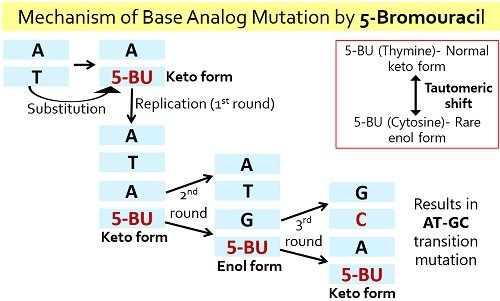 Mechanism of Base Analog Mutation by 5-Bromouracil
A
T
Substitution
A
5-BU
Keto form
Replication (1st round)
A
T
A
5-BU
Keto form
2nd
round
A
T
G
5-BU
Enol form
3rd
round
G
C
A
5-BU
Keto form
5-BU (Thymine)- Normal
keto form
Tautomeric
shift
5-BU (Cytosine)- Rare
enol form
Results in
AT-GC
transition
mutation